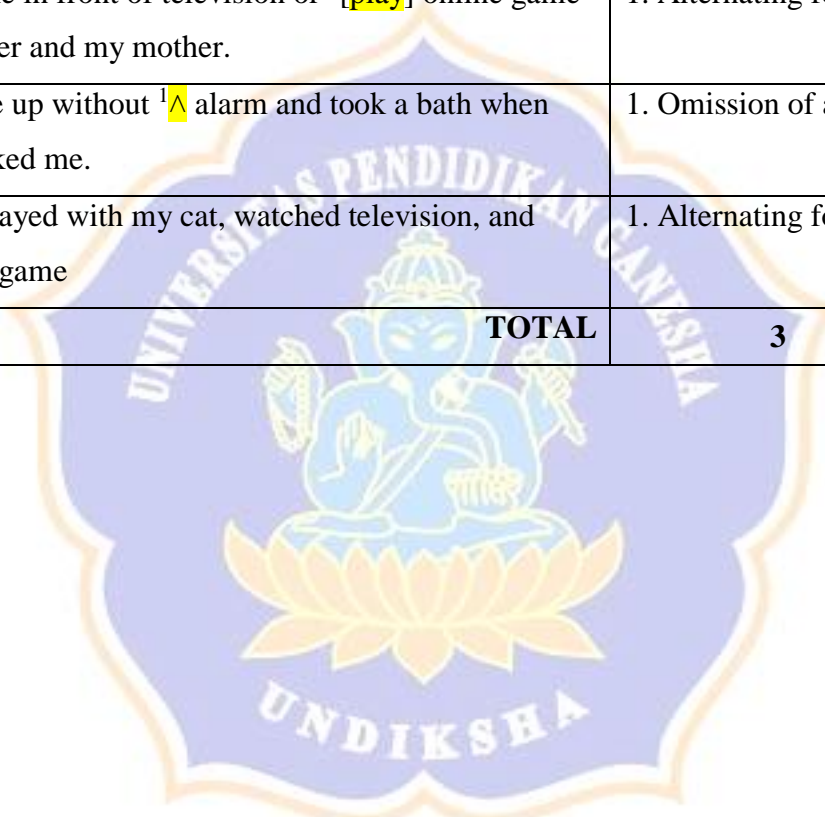 e in front of television or [play] online game
er and my mother.
1. Alternating fo
e up without ¹^ alarm and took a bath when
ked me.
1. Omission of a
ayed with my cat, watched television, and
game
1. Alternating fo
TOTAL
3
UNIVERSITAS PENDIDIKAN GANESHA
UNDIKSHA